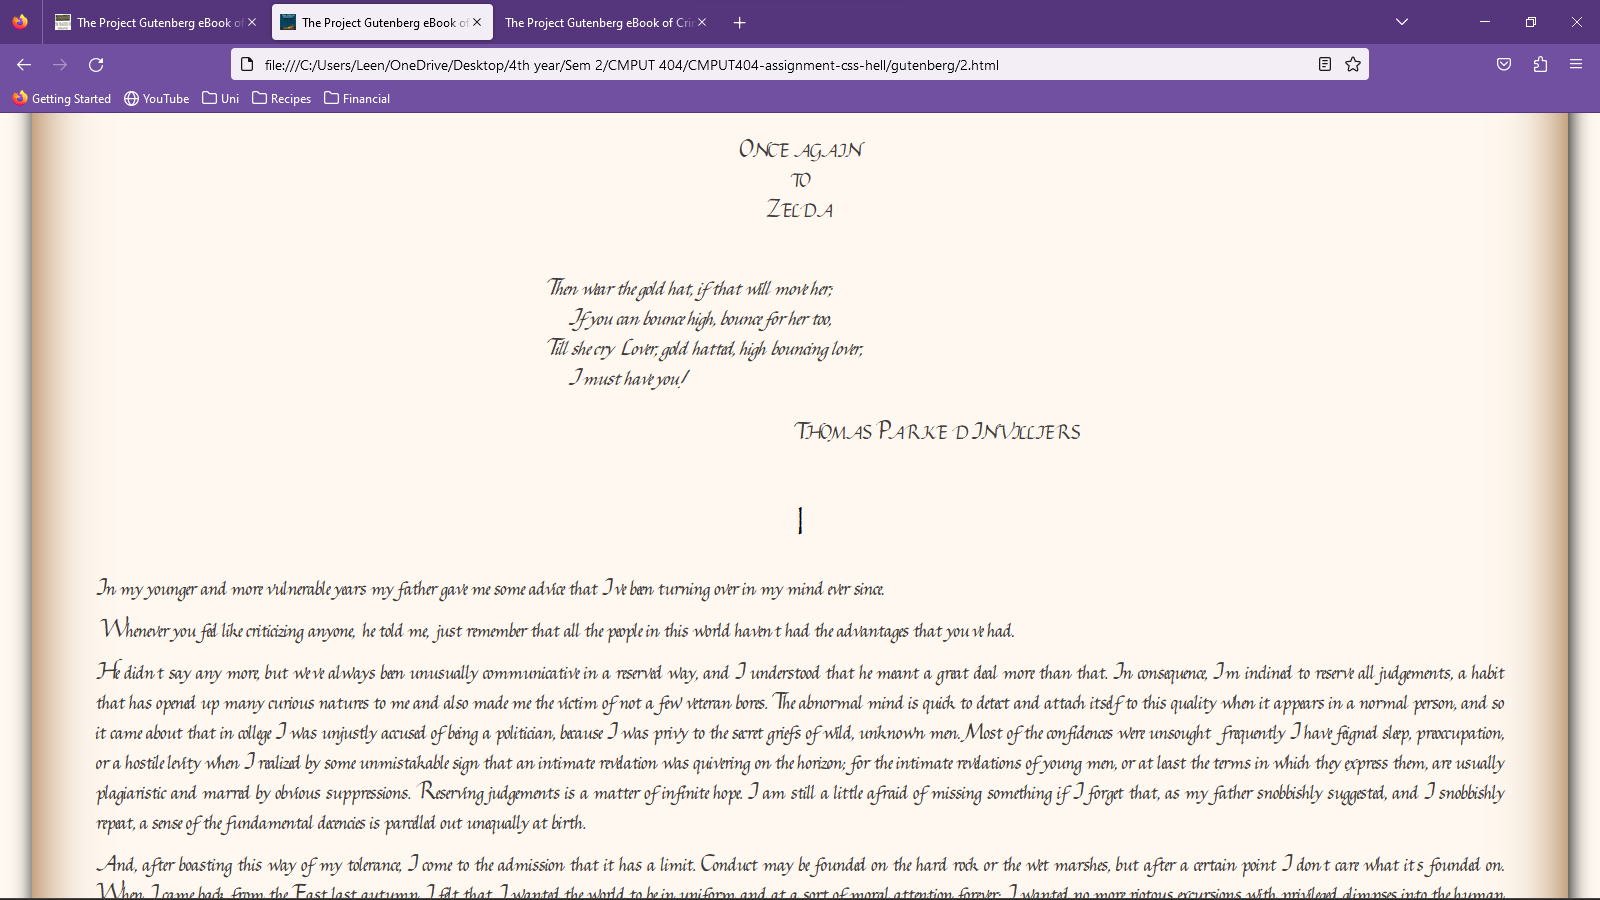 The Project Gutenberg eBook of
The Project Gutenberg eBook of
The Project Gutenberg eBook of Cri
file:///C:/Users/Leen/OneDrive/Desktop/4th year/Sem 2/CMPUT 404/CMPUT404-assignment-css-hell/gutenberg/2.html
Getting Started YouTube Uni Recipes Financial
ONCE AGAIN
TO
ZELDA
Then wear the gold hat, if that will move her;
If you can bounce high, bounce for her too,
Till she cry Lover, gold hatted, high bouncing lover,
I must have you!
THOMAS PARKE D INVILLIERS
I
In my younger and more vulnerable years my father gave me some advice that I ve been turning over in my mind ever since.
Whenever you feel like criticizing anyone, he told me, just remember that all the people in this world haven t had the advantages that you ve had.
He didn t say any more, but we ve always been unusually communicative in a reserved way, and I understood that he meant a great deal more than that. In consequence, I m inclined to reserve all judgements, a habit
that has opened up many curious natures to me and also made me the victim of not a few veteran bores. The abnormal mind is quick to detect and attach itself to this quality when it appears in a normal person, and so
it came about that in college I was unjustly accused of being a politician, because I was privy to the secret griefs of wild, unknown men. Most of the confidences were unsought frequently I have feigned sleep, preoccupation,
or a hostile levity when I realized by some unmistakable sign that an intimate revelation was quivering on the horizon; for the intimate revelations of young men, or at least the terms in which they express them, are usually
plagiaristic and marred by obvious suppressions. Reserving judgements is a matter of infinite hope. I am still a little afraid of missing something if I forget that, as my father snobbishly suggested, and I snobbishly
repeat, a sense of the fundamental decencies is parcelled out unequally at birth.
And, after boasting this way of my tolerance, I come to the admission that it has a limit. Conduct may be founded on the hard rock or the wet marshes, but after a certain point I don t care what it s founded on.
When I came back from the East last autumn I felt that I wanted the world to be in uniform and at a sort of moral attention forever; I wanted no more riotous excursions with privileged glimpses into the human